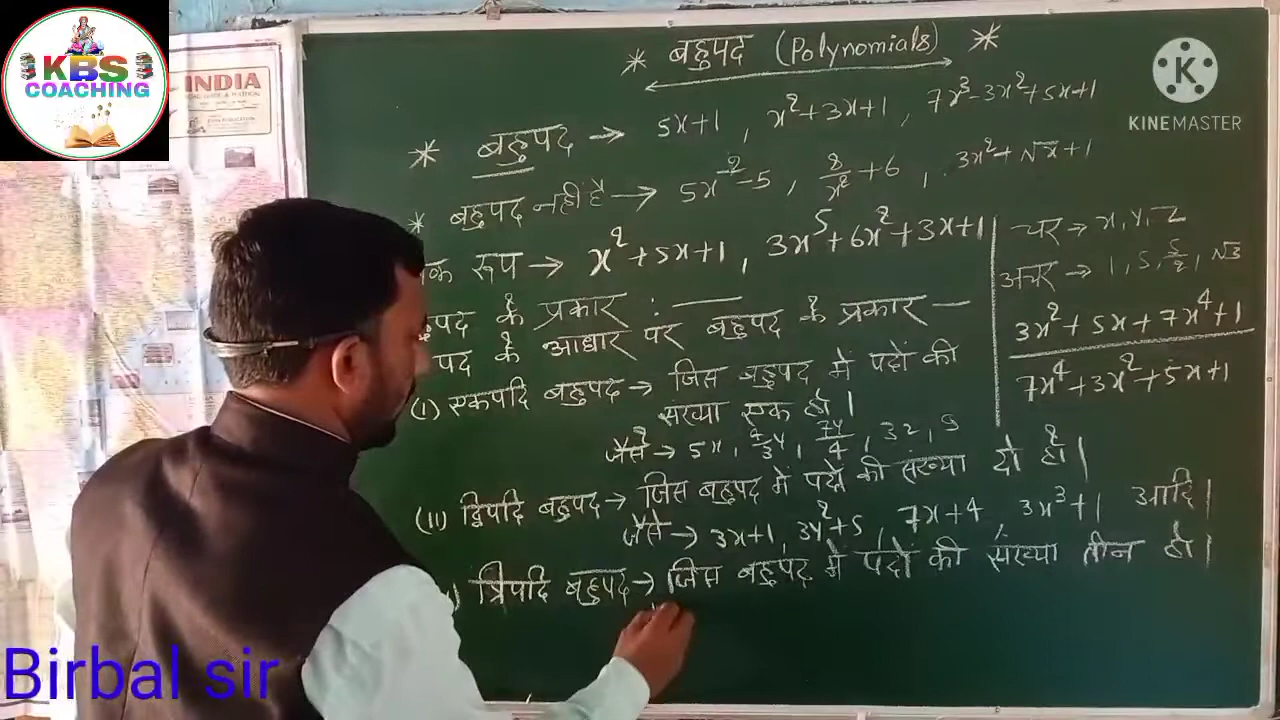 KBS
COACHING
INDIA
KINEMASTER
* बहुपद (Polynomials) *
* बहुपद → 5x+1, x²+3x+1, 7x³-3x²+5x+1
* बहुपद नहीं है → 5x⁻²-5, 8/x²+6, 3x²+√x+1
क रूप → x²+5x+1, 3x⁵+6x²+3x+1
चर → x, y, z
अचर → 1, 5, 5/2, √3
3x²+5x+7x⁴+1
7x⁴+3x²+5x+1
पद के प्रकार :—
पद के आधार पर बहुपद के प्रकार —
(I) एकपदि बहुपद → जिस बहुपद में पदों की
संख्या एक हो।
जैसे →
(II) द्विपदि बहुपद → जिस बहुपद में पदों की संख्या दो हो।
जैसे → 3x+1, 3y²+5, 7x+4, 3x³+1 आदि।
) त्रिपदि बहुपद → जिस बहुपद में पदों की संख्या तीन हो।
Birbal sir